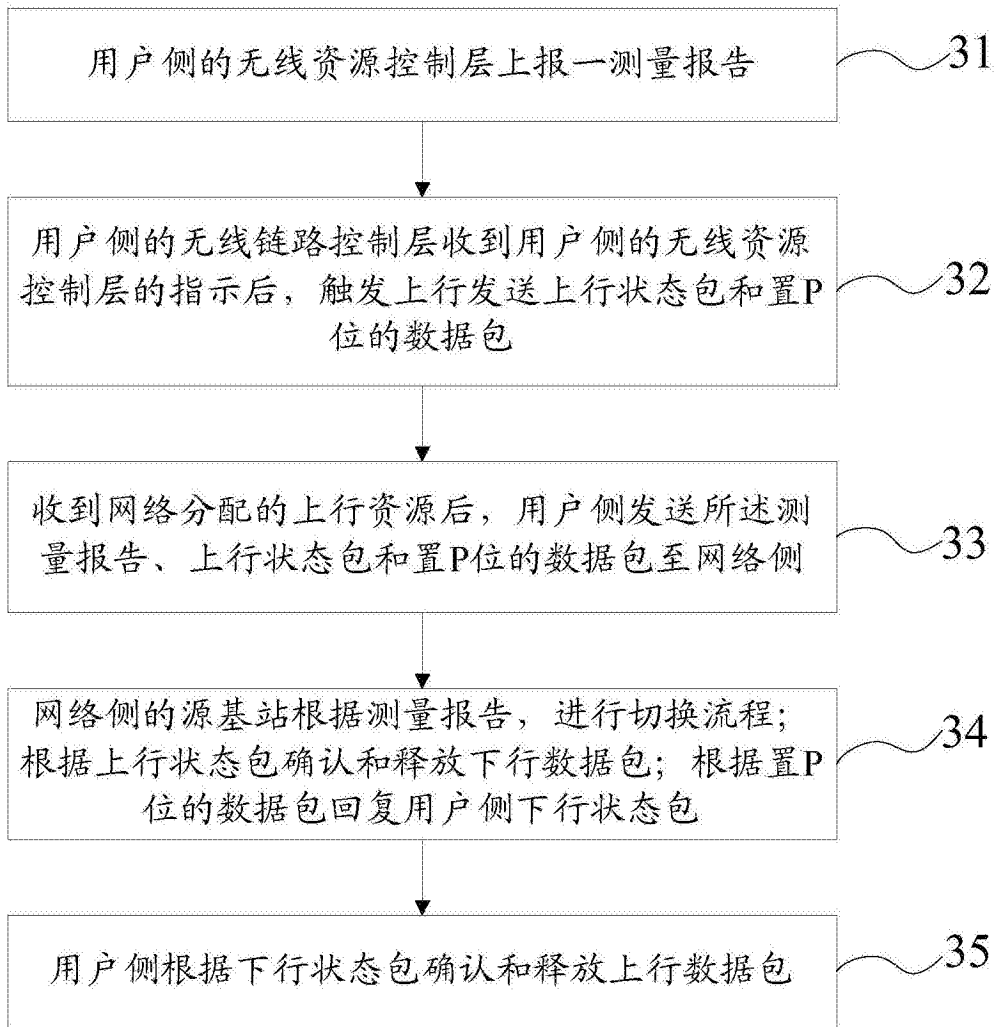 用户侧的无线资源控制层上报一测量报告
31
用户侧的无线链路控制层收到用户侧的无线资源
控制层的指示后，触发上行发送上行状态包和置P
位的数据包
32
收到网络分配的上行资源后，用户侧发送所述测
量报告、上行状态包和置P位的数据包至网络侧
33
网络侧的源基站根据测量报告，进行切换流程；
根据上行状态包确认和释放下行数据包；根据置P
位的数据包回复用户侧下行状态包
34
用户侧根据下行状态包确认和释放上行数据包
35